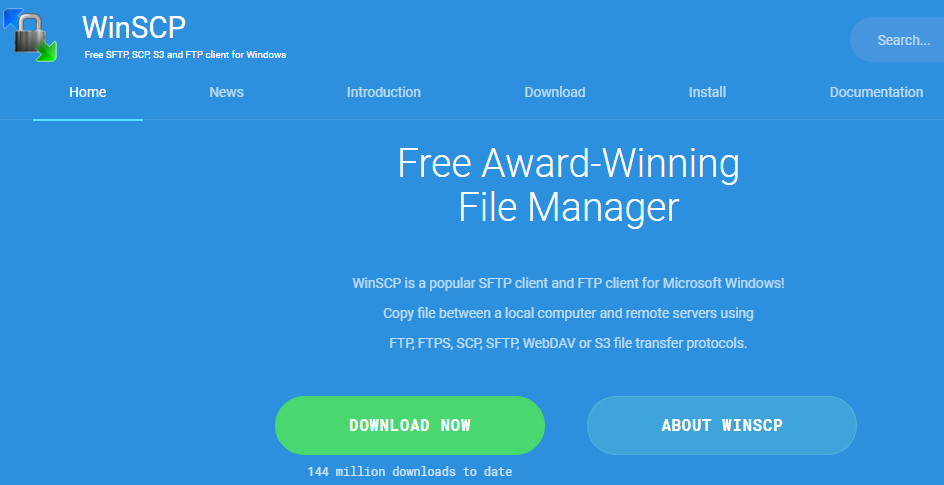 WinSCP
Free SFTP, SCP, S3 and FTP client for Windows
Search...
Home
News
Introduction
Download
Install
Documentation
Free Award-Winning
File Manager
WinSCP is a popular SFTP client and FTP client for Microsoft Windows!
Copy file between a local computer and remote servers using
FTP, FTPS, SCP, SFTP, WebDAV or S3 file transfer protocols.
DOWNLOAD NOW
ABOUT WINSCP
144 million downloads to date